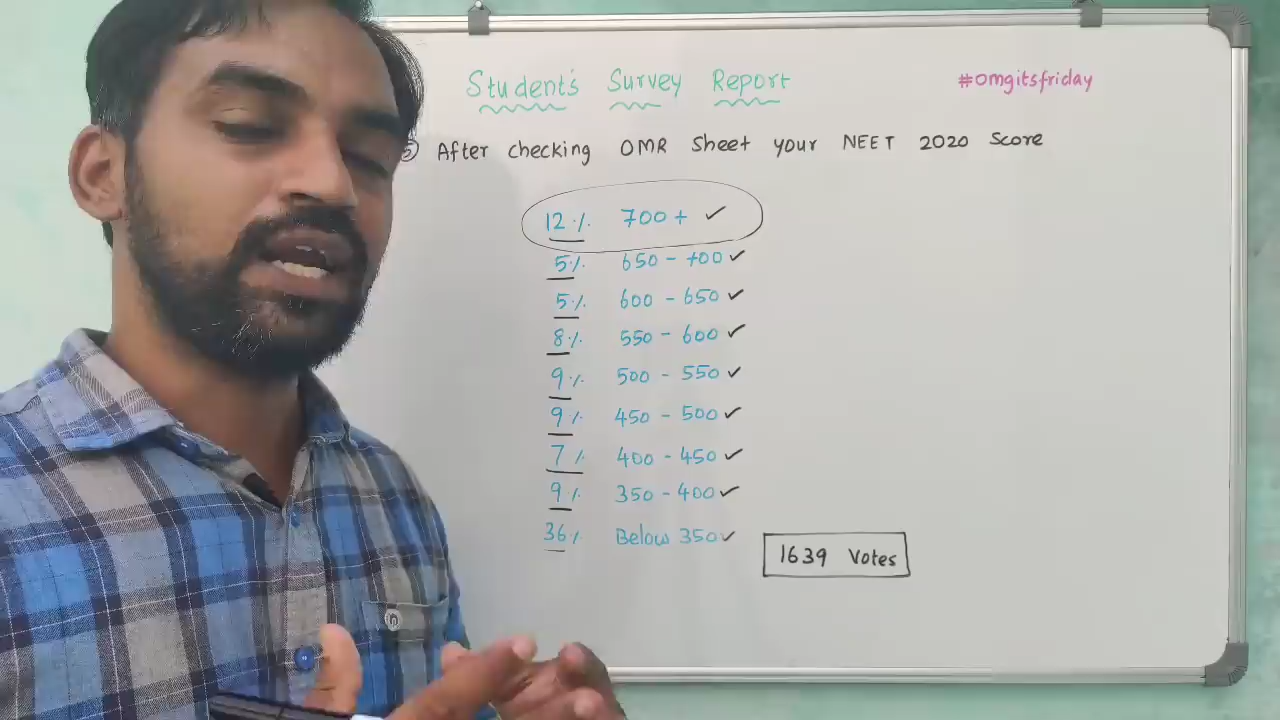 Student's Survey Report
#omgitsfriday
⑤ After checking OMR Sheet your NEET 2020 Score
12 % 700 + ✓
5 % 650 - 700 ✓
5 % 600 - 650 ✓
8 % 550 - 600 ✓
9 % 500 - 550 ✓
9 % 450 - 500 ✓
7 % 400 - 450 ✓
9 % 350 - 400 ✓
36 % Below 350 ✓
1639 Votes